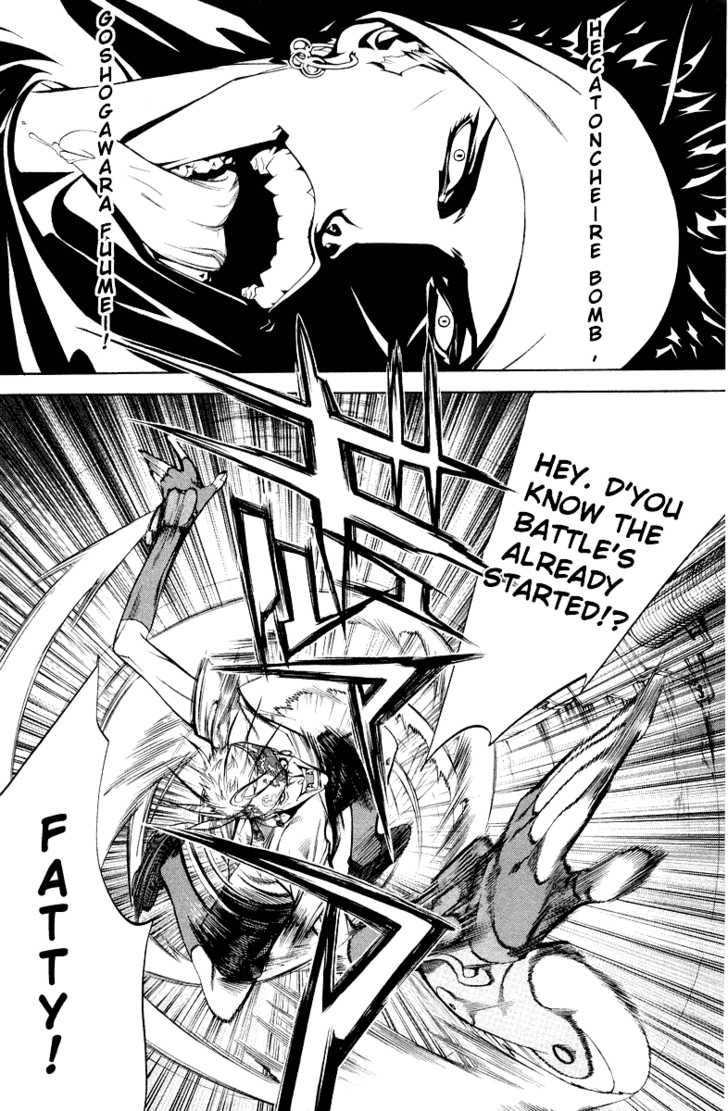 HECATONCHEIRE BOMB,
GOSHOGAWARA FUUMEI!
HEY. D'YOU
KNOW THE
BATTLE'S
ALREADY
STARTED!?
FATTY!